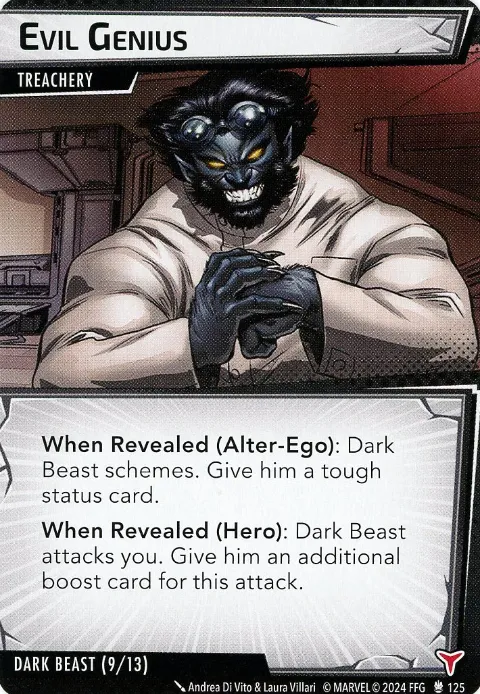 EVIL GENIUS
TREACHERY
When Revealed (Alter-Ego): Dark
Beast schemes. Give him a tough
status card.
When Revealed (Hero): Dark Beast
attacks you. Give him an additional
boost card for this attack.
DARK BEAST (9/13)
Andrea Di Vito & Laura Villari © MARVEL © 2024 FFG 125